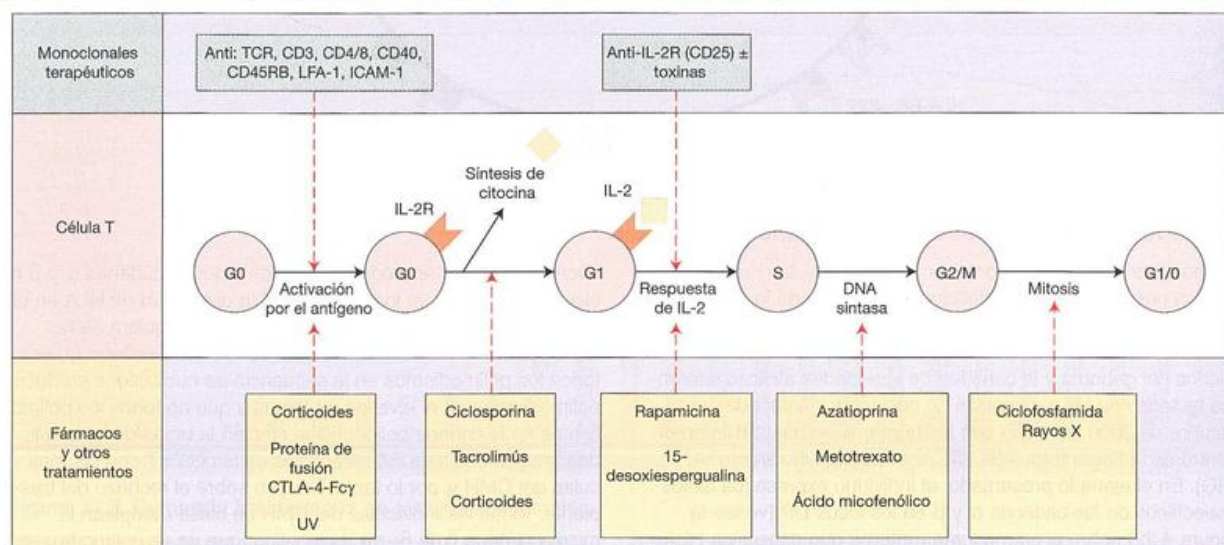 Monoclonales
terapéuticos
Anti: TCR, CD3, CD4/8, CD40,
CD45RB, LFA-1, ICAM-1
Anti-IL-2R (CD25) ±
toxinas
Célula T
Síntesis de
citocina
IL-2R
IL-2
G0
Activación
por el antígeno
G0
G1
Respuesta
de IL-2
S
DNA
sintasa
G2/M
Mitosis
G1/0
Fármacos
y otros
tratamientos
Corticoides
Proteína de
fusión
CTLA-4-Fcγ
UV
Ciclosporina
Tacrolimús
Corticoides
Rapamicina
15-
desoxiespergualina
Azatioprina
Metotrexato
Ácido micofenólico
Ciclofosfamida
Rayos X